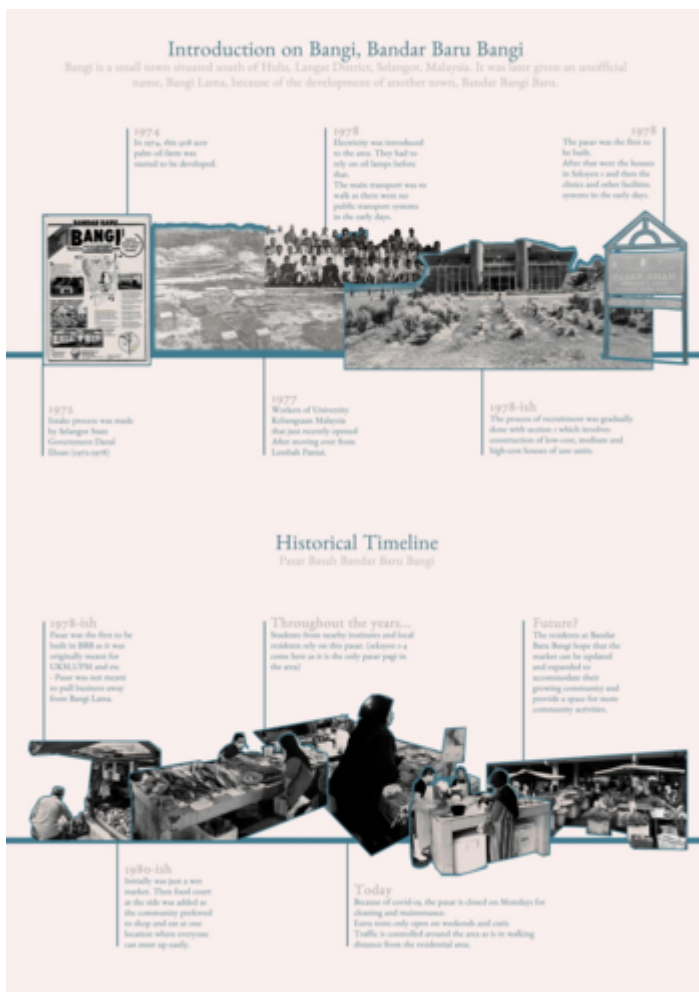 Introduction on Bangi, Bandar Baru Bangi
Bangi is a small town situated south of Hulu, Langat District, Selangor, Malaysia. It was later given an unofficial
name, Bangi Lama, because of the development of another town, Bandar Bangi Baru.
1974
In 1974, this 508 acre
palm oil farm was
started to be developed.
1978
Electricity was introduced
to the area. They had to
rely on oil lamps before
that.
The main transport was to
walk as there were no
public transport systems
in the early days.
1978
The pasar was the first to
be built.
After that were the houses
in Seksyen 1 and then the
clinics and other facilities
systems in the early days.
BANDAR BARU
BANGI
PASAR AWAM
1972
Intake process was made
by Selangor State
Government Darul
Ehsan (1972-1978)
1977
Workers of University
Kebangsaan Malaysia
that just recently opened
After moving over from
Lembah Pantai.
1978-ish
The process of recruitment was gradually
done with section 1 which involves
construction of low-cost, medium and
high-cost houses of units.
Historical Timeline
Pasar Basah Bandar Baru Bangi
1978-ish
Pasar was the first to be
built in BBB as it was
originally meant for
UKM,UPM and etc
- Pasar was not meant
to pull business away
from Bangi Lama.
Throughout the years...
Students from nearby institutes and local
residents rely on this pasar. (seksyen 1-4
come here as it is the only pasar pagi in
the area)
Future?
The residents at Bandar
Baru Bangi hope that the
market can be updated
and expanded to
accommodate their
growing community and
provide a space for more
community activities.
1980-ish
Initially was just a wet
market. Then food court
at the side was added as
the community preferred
to shop and eat at one
location where everyone
can meet up easily.
Today
Because of covid-19, the pasar is closed on Mondays for
cleaning and maintenance.
Extra tents only open on weekends and cuti
Traffic is controlled around the area as is in walking
distance from the residential area.